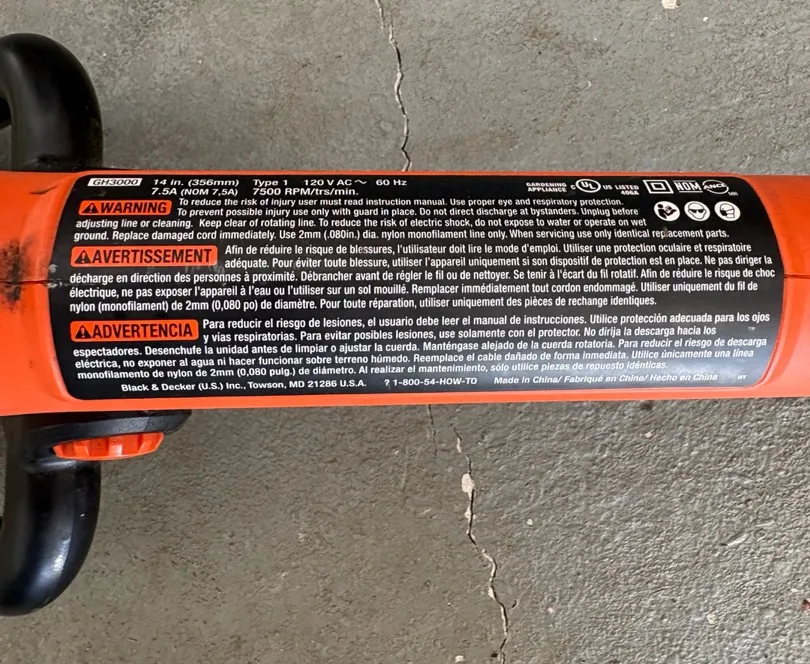 GH3000 14 in. (356mm) Type 1 120 V AC ~ 60 Hz
7.5A (NOM 7,5A) 7500 RPM/trs/min.
GARDENING APPLIANCE
C UL US LISTED
406A
NOM
ANCE
WARNING To reduce the risk of injury user must read instruction manual. Use proper eye and respiratory protection.
To prevent possible injury use only with guard in place. Do not direct discharge at bystanders. Unplug before
adjusting line or cleaning. Keep clear of rotating line. To reduce the risk of electric shock, do not expose to water or operate on wet
ground. Replace damaged cord immediately. Use 2mm (.080in.) dia. nylon monofilament line only. When servicing use only identical replacement parts.
AVERTISSEMENT Afin de réduire le risque de blessures, l'utilisateur doit lire le mode d'emploi. Utiliser une protection oculaire et respiratoire
adéquate. Pour éviter toute blessure, utiliser l'appareil uniquement si son dispositif de protection est en place. Ne pas diriger la
décharge en direction des personnes à proximité. Débrancher avant de régler le fil ou de nettoyer. Se tenir à l'écart du fil rotatif. Afin de réduire le risque de choc
électrique, ne pas exposer l'appareil à l'eau ou l'utiliser sur un sol mouillé. Remplacer immédiatement tout cordon endommagé. Utiliser uniquement du fil de
nylon (monofilament) de 2mm (0,080 po) de diamètre. Pour toute réparation, utiliser uniquement des pièces de rechange identiques.
ADVERTENCIA Para reducir el riesgo de lesiones, el usuario debe leer el manual de instrucciones. Utilice protección adecuada para los ojos
y vías respiratorias. Para evitar posibles lesiones, use solamente con el protector. No dirija la descarga hacia los
espectadores. Desenchufe la unidad antes de limpiar o ajustar la cuerda. Manténgase alejado de la cuerda rotatoria. Para reducir el riesgo de descarga
eléctrica, no exponer al agua ni hacer funcionar sobre terreno húmedo. Reemplace el cable dañado de forma inmediata. Utilice únicamente una línea
monofilamento de nylon de 2mm (0,080 pulg.) de diámetro. Al realizar el mantenimiento, sólo utilice piezas de repuesto idénticas.
Black & Decker (U.S.) Inc., Towson, MD 21286 U.S.A. ? 1-800-54-HOW-TO Made in China/ Fabriqué en China/ Hecho en China